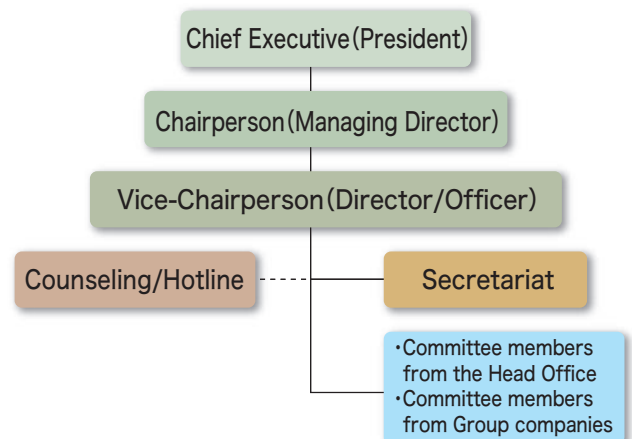 Chief Executive(President)
Chairperson(Managing Director)
Vice-Chairperson(Director/Officer)
Counseling/Hotline
Secretariat
・Committee members
from the Head Office
・Committee members
from Group companies